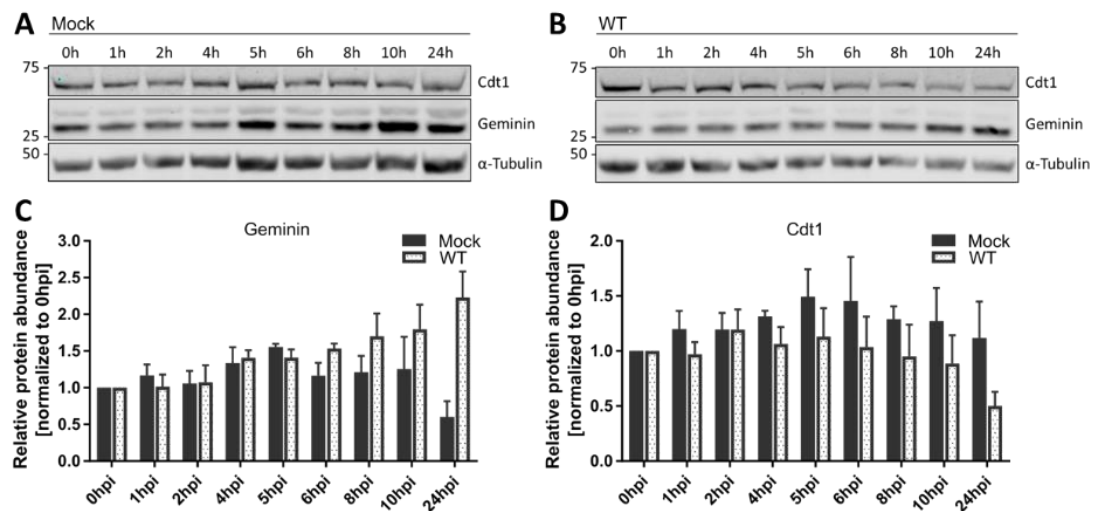 A Mock
0h 1h 2h 4h 5h 6h 8h 10h 24h
75
Cdt1
Geminin
25
50
α-Tubulin
B WT
0h 1h 2h 4h 5h 6h 8h 10h 24hpi
75
Cdt1
Geminin
25
50
α-Tubulin
C
Geminin
Mock
WT
Relative protein abundance
[normalized to 0hpi]
3.0
2.5
2.0
1.5
1.0
0.5
0.0
0hpi 1hpi 2hpi 4hpi 5hpi 6hpi 8hpi 10hpi 24hpi
D
Cdt1
Mock
WT
Relative protein abundance
[normalized to 0hpi]
2.0
1.5
1.0
0.5
0.0
0hpi 1hpi 2hpi 4hpi 5hpi 6hpi 8hpi 10hpi 24hpi